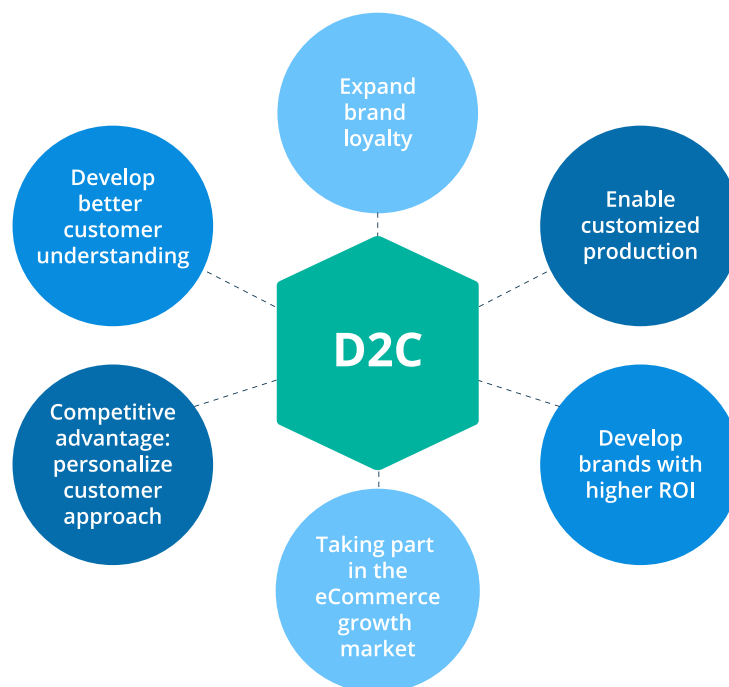 Expand
brand
loyalty
Develop
better
customer
understanding
Enable
customized
production
D2C
Competitive
advantage:
personalize
customer
approach
Develop
brands with
higher ROI
Taking part
in the
eCommerce
growth
market